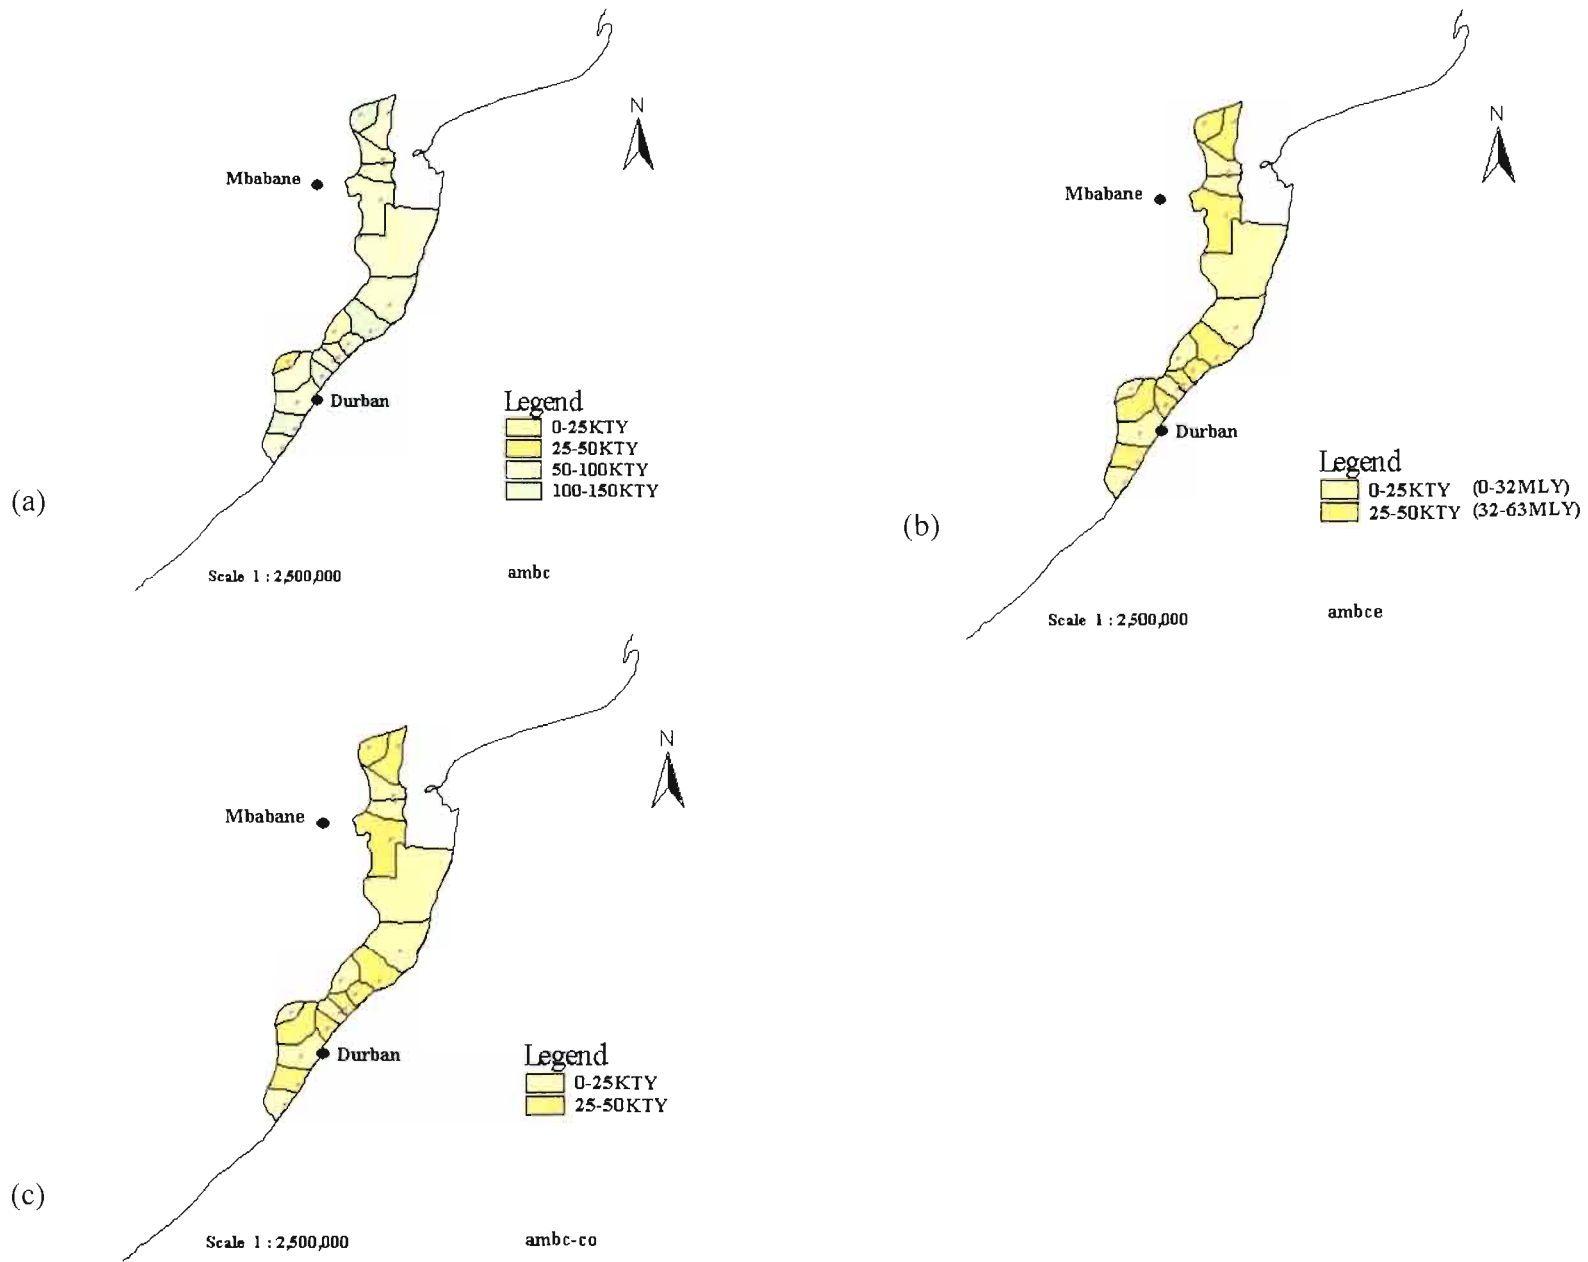 N
Mbabane
Durban
Legend
0-25KTY
25-50KTY
50-100KTY
100-150KTY
(a)
Scale 1 : 2,500,000
ambc
N
Mbabane
Durban
Legend
0-25KTY (0-32MLY)
25-50KTY (32-63MLY)
(b)
Scale 1 : 2,500,000
ambce
N
Mbabane
Durban
Legend
0-25KTY
25-50KTY
(c)
Scale 1 : 2,500,000
ambc-co